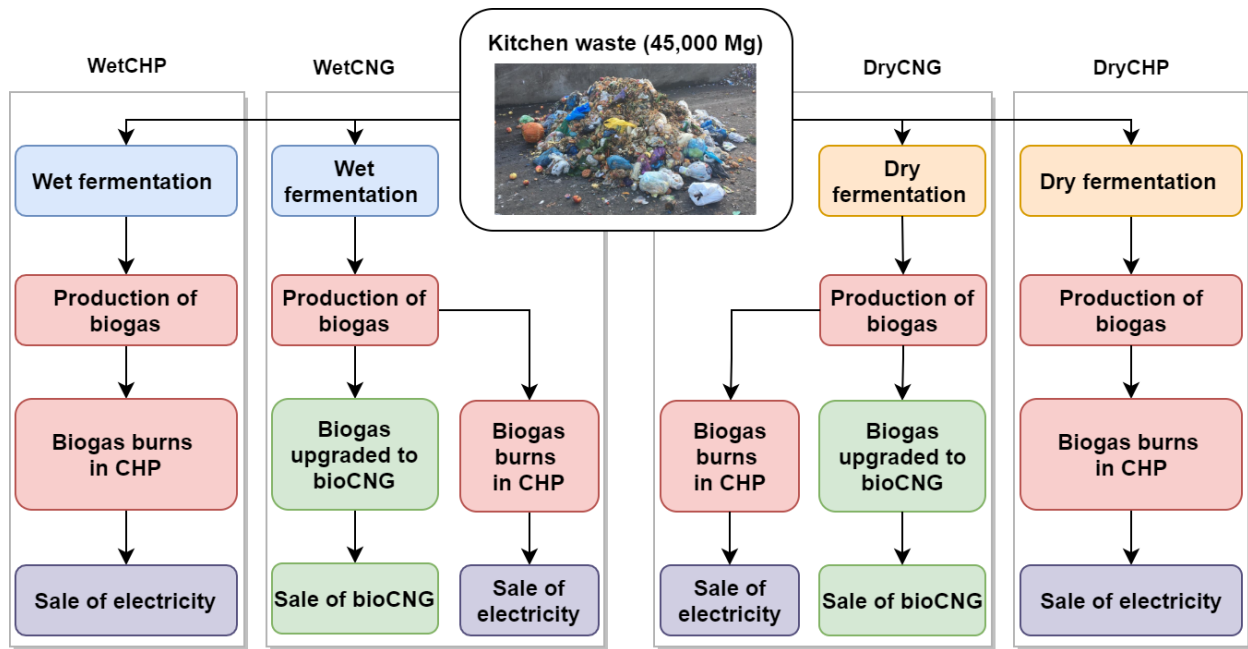 Kitchen waste (45,000 Mg)
WetCHP
WetCNG
DryCNG
DryCHP
Wet fermentation
Wet
fermentation
Dry
fermentation
Dry fermentation
Production of
biogas
Production of
biogas
Production of
biogas
Production of
biogas
Biogas burns
in CHP
Biogas
upgraded to
bioCNG
Biogas
burns
in CHP
Biogas
burns
in CHP
Biogas
upgraded to
bioCNG
Biogas burns
in CHP
Sale of electricity
Sale of bioCNG
Sale of
electricity
Sale of
electricity
Sale of bioCNG
Sale of electricity